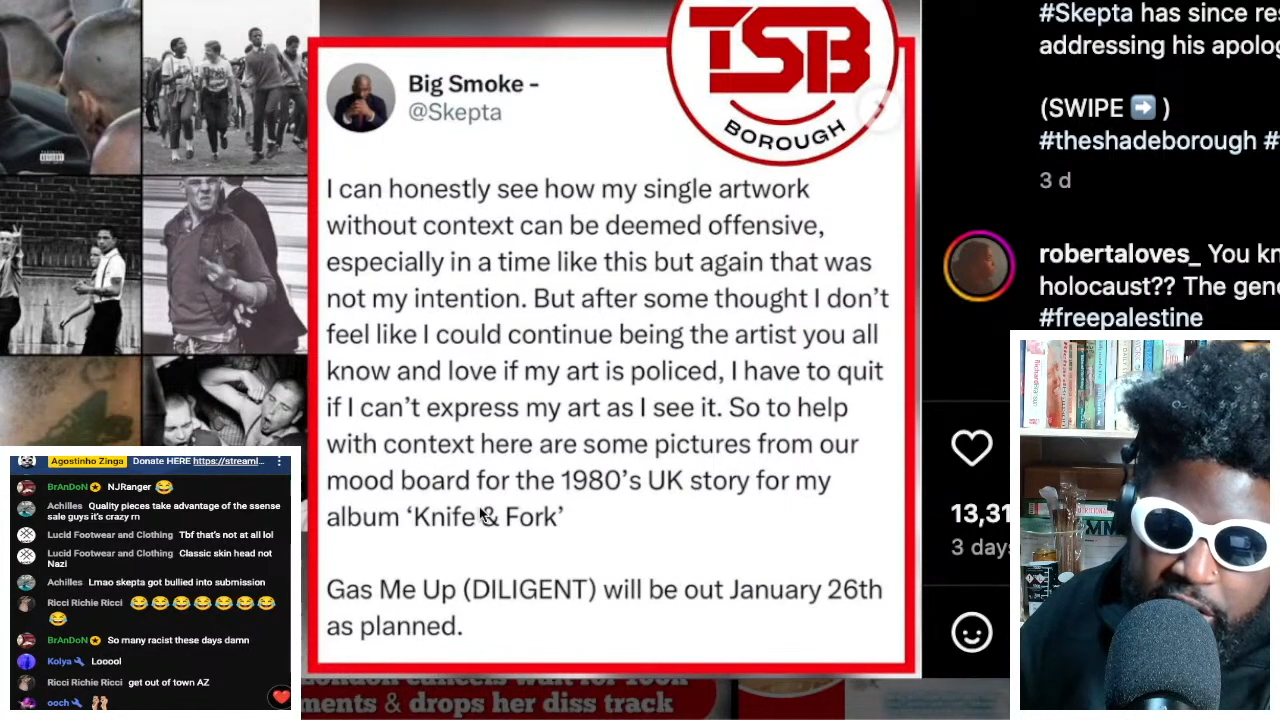 TSB
BOROUGH
Big Smoke -
@Skepta
I can honestly see how my single artwork
without context can be deemed offensive,
especially in a time like this but again that was
not my intention. But after some thought I don't
feel like I could continue being the artist you all
know and love if my art is policed, I have to quit
if I can't express my art as I see it. So to help
with context here are some pictures from our
mood board for the 1980's UK story for my
album 'Knife & Fork'
Gas Me Up (DILIGENT) will be out January 26th
as planned.
ments & drops her diss track
#Skepta has since re
addressing his apolog
(SWIPE ➡️ )
#theshadeborough #
3 d
robertaloves_ You kn
holocaust?? The gen
#freepalestine
13,31
3 days
Agostinho Zinga Donate HERE https://streaml...
BrAnDoN NJRanger 😂
Achilles Quality pieces take advantage of the ssense
sale guys it's crazy rn
Lucid Footwear and Clothing Tbf that's not at all lol
Lucid Footwear and Clothing Classic skin head not
Nazi
Achilles Lmao skepta got bullied into submission
Ricci Richie Ricci 😂😂😂😂😂😂😂
😂
BrAnDoN So many racist these days damn
Kolya Looool
Ricci Richie Ricci get out of town AZ
ooch